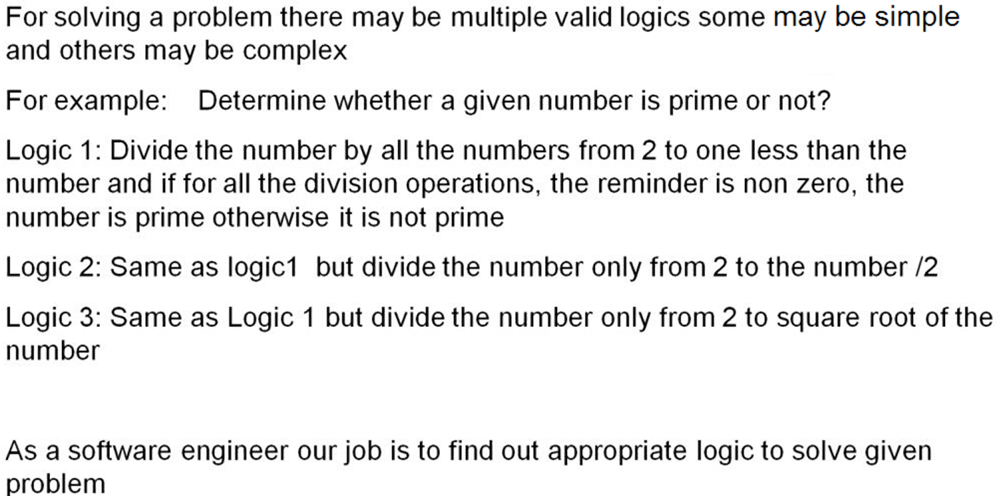 For solving a problem there may be multiple valid logics some may be simple
and others may be complex
For example: Determine whether a given number is prime or not?
Logic 1: Divide the number by all the numbers from 2 to one less than the
number and if for all the division operations, the reminder is non zero, the
number is prime otherwise it is not prime
Logic 2: Same as logic1 but divide the number only from 2 to the number /2
Logic 3: Same as Logic 1 but divide the number only from 2 to square root of the
number
As a software engineer our job is to find out appropriate logic to solve given
problem